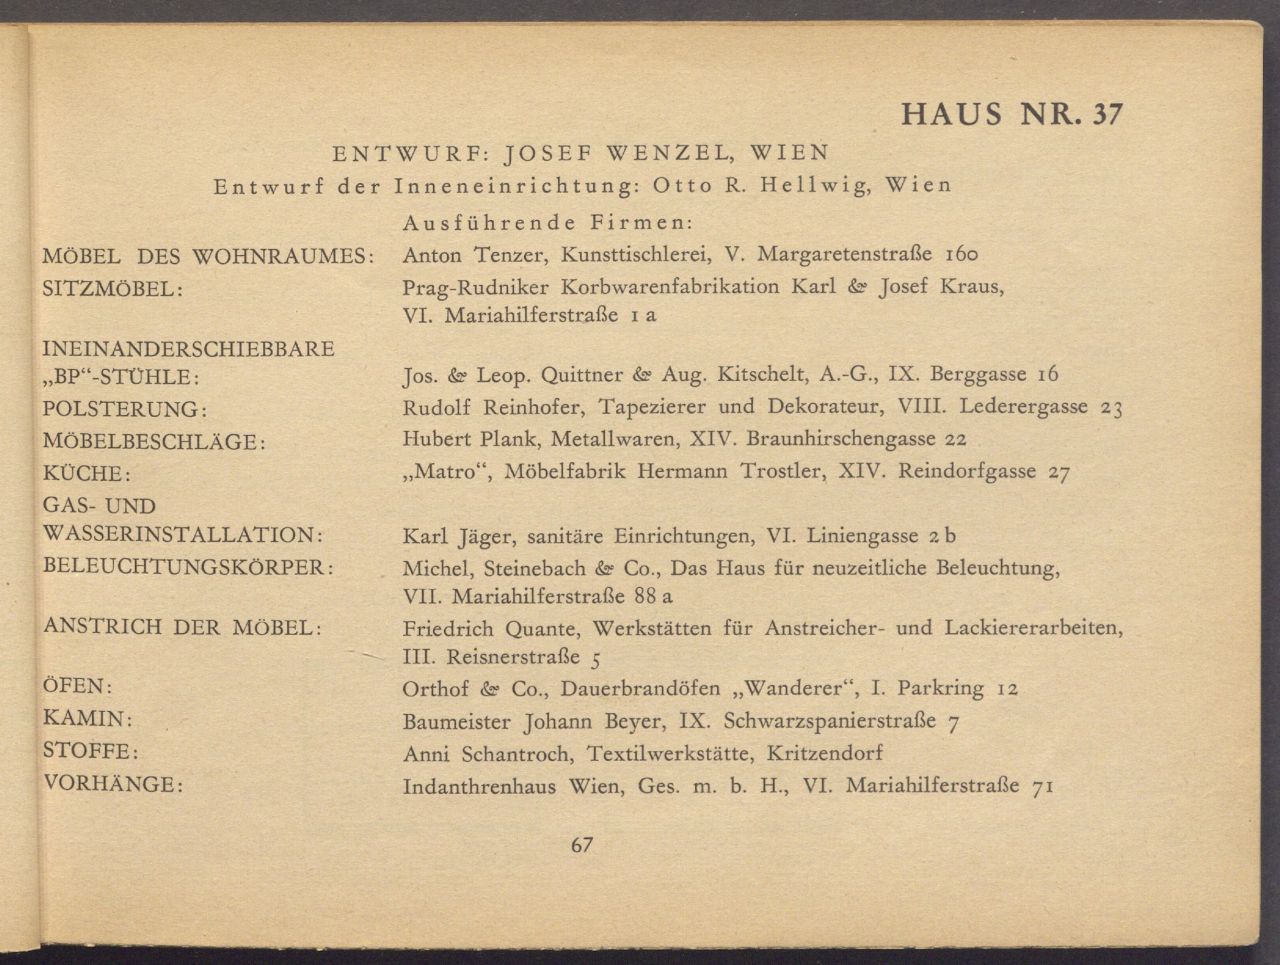 HAUS NR. 37
ENTWURF: JOSEF WENZEL, WIEN
Entwurf der Inneneinrichtung: Otto R. Hellwig, Wien
Ausführende Firmen:
MÖBEL DES WOHNRAUMES: Anton Tenzer, Kunsttischlerei, V. Margaretenstraße 160
SITZMÖBEL: Prag-Rudniker Korbwarenfabrikation Karl & Josef Kraus,
VI. Mariahilferstraße 1 a
INEINANDERSCHIEBBARE
„BP“-STÜHLE: Jos. & Leop. Quittner & Aug. Kitschelt, A.-G., IX. Berggasse 16
POLSTERUNG: Rudolf Reinhofer, Tapezierer und Dekorateur, VIII. Lederergasse 23
MÖBELBESCHLÄGE: Hubert Plank, Metallwaren, XIV. Braunhirschengasse 22
KÜCHE: „Matro“, Möbelfabrik Hermann Trostler, XIV. Reindorfgasse 27
GAS- UND
WASSERINSTALLATION: Karl Jäger, sanitäre Einrichtungen, VI. Liniengasse 2 b
BELEUCHTUNGSKÖRPER: Michel, Steinebach & Co., Das Haus für neuzeitliche Beleuchtung,
VII. Mariahilferstraße 88 a
ANSTRICH DER MÖBEL: Friedrich Quante, Werkstätten für Anstreicher- und Lackiererarbeiten,
III. Reisnerstraße 5
ÖFEN: Orthof & Co., Dauerbrandöfen „Wanderer“, I. Parkring 12
KAMIN: Baumeister Johann Beyer, IX. Schwarzspanierstraße 7
STOFFE: Anni Schantroch, Textilwerkstätte, Kritzendorf
VORHÄNGE: Indanthrenhaus Wien, Ges. m. b. H., VI. Mariahilferstraße 71
67